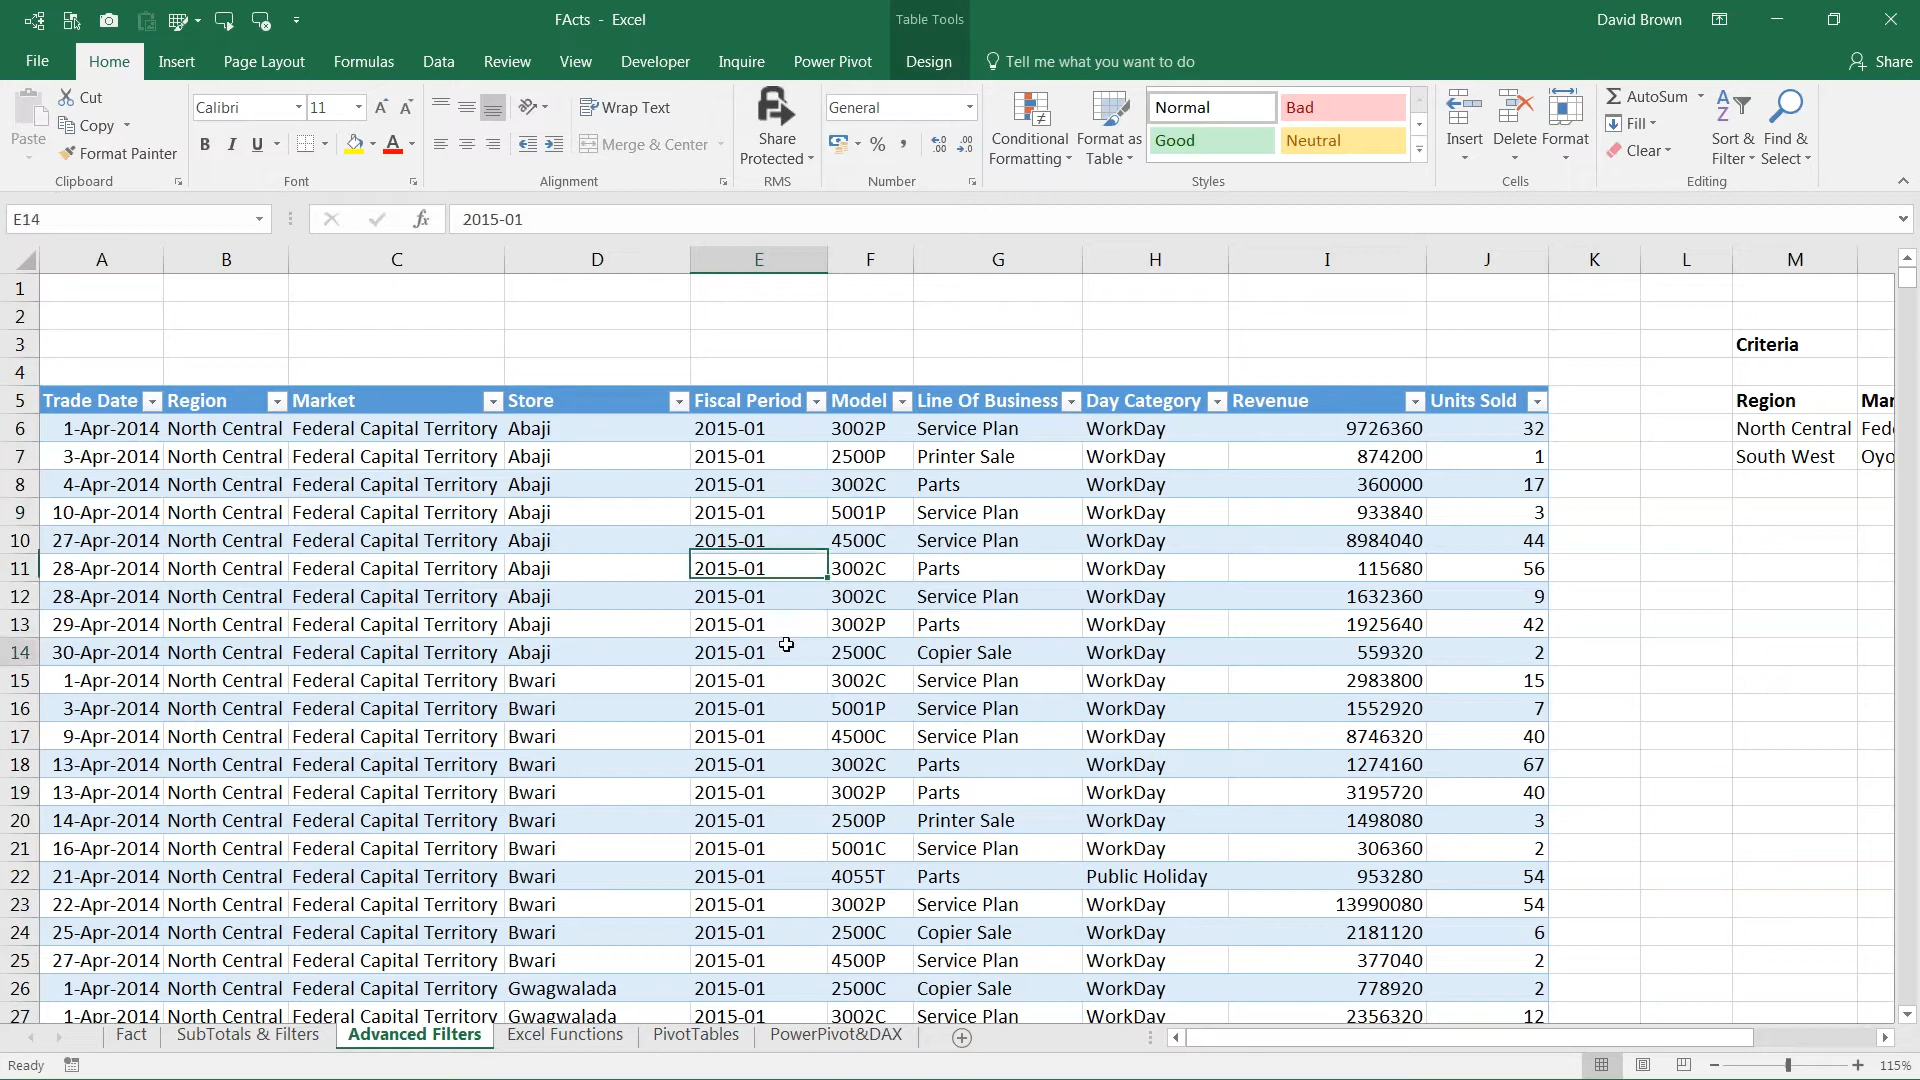 FActs - Excel
Table Tools
David Brown
File Home Insert Page Layout Formulas Data Review View Developer Inquire Power Pivot Design Tell me what you want to do Share
Paste
Cut
Copy
Format Painter
Clipboard
Calibri 11
B I U A
Font
Wrap Text
Merge & Center
Alignment
Share Protected
RMS
General
% ,
Number
Conditional Formatting
Format as Table
Normal Bad
Good Neutral
Styles
Insert Delete Format
Cells
AutoSum
Fill
Clear
Sort & Filter
Find & Select
Editing
E14 fx 2015-01
A B C D E F G H I J K L M
1
2
3 Criteria
4
5 Trade Date Region Market Store Fiscal Period Model Line Of Business Day Category Revenue Units Sold Region Mar
6 1-Apr-2014 North Central Federal Capital Territory Abaji 2015-01 3002P Service Plan WorkDay 9726360 32 North Central Fede
7 3-Apr-2014 North Central Federal Capital Territory Abaji 2015-01 2500P Printer Sale WorkDay 874200 1 South West Oyo
8 4-Apr-2014 North Central Federal Capital Territory Abaji 2015-01 3002C Parts WorkDay 360000 17
9 10-Apr-2014 North Central Federal Capital Territory Abaji 2015-01 5001P Service Plan WorkDay 933840 3
10 27-Apr-2014 North Central Federal Capital Territory Abaji 2015-01 4500C Service Plan WorkDay 8984040 44
11 28-Apr-2014 North Central Federal Capital Territory Abaji 2015-01 3002C Parts WorkDay 115680 56
12 28-Apr-2014 North Central Federal Capital Territory Abaji 2015-01 3002C Service Plan WorkDay 1632360 9
13 29-Apr-2014 North Central Federal Capital Territory Abaji 2015-01 3002P Parts WorkDay 1925640 42
14 30-Apr-2014 North Central Federal Capital Territory Abaji 2015-01 2500C Copier Sale WorkDay 559320 2
15 1-Apr-2014 North Central Federal Capital Territory Bwari 2015-01 3002C Service Plan WorkDay 2983800 15
16 3-Apr-2014 North Central Federal Capital Territory Bwari 2015-01 5001P Service Plan WorkDay 1552920 7
17 9-Apr-2014 North Central Federal Capital Territory Bwari 2015-01 4500C Service Plan WorkDay 8746320 40
18 13-Apr-2014 North Central Federal Capital Territory Bwari 2015-01 3002C Parts WorkDay 1274160 67
19 13-Apr-2014 North Central Federal Capital Territory Bwari 2015-01 3002P Parts WorkDay 3195720 40
20 14-Apr-2014 North Central Federal Capital Territory Bwari 2015-01 2500P Printer Sale WorkDay 1498080 3
21 16-Apr-2014 North Central Federal Capital Territory Bwari 2015-01 5001C Service Plan WorkDay 306360 2
22 21-Apr-2014 North Central Federal Capital Territory Bwari 2015-01 4055T Parts Public Holiday 953280 54
23 22-Apr-2014 North Central Federal Capital Territory Bwari 2015-01 3002P Service Plan WorkDay 13990080 54
24 25-Apr-2014 North Central Federal Capital Territory Bwari 2015-01 2500C Copier Sale WorkDay 2181120 6
25 27-Apr-2014 North Central Federal Capital Territory Bwari 2015-01 4500P Service Plan WorkDay 377040 2
26 1-Apr-2014 North Central Federal Capital Territory Gwagwalada 2015-01 2500C Copier Sale WorkDay 778920 2
27 1-Apr-2014 North Central Federal Capital Territory Gwagwalada 2015-01 3002C Service Plan WorkDay 2356320 12
Fact SubTotals & Filters Advanced Filters Excel Functions PivotTables PowerPivot&DAX
Ready 115%